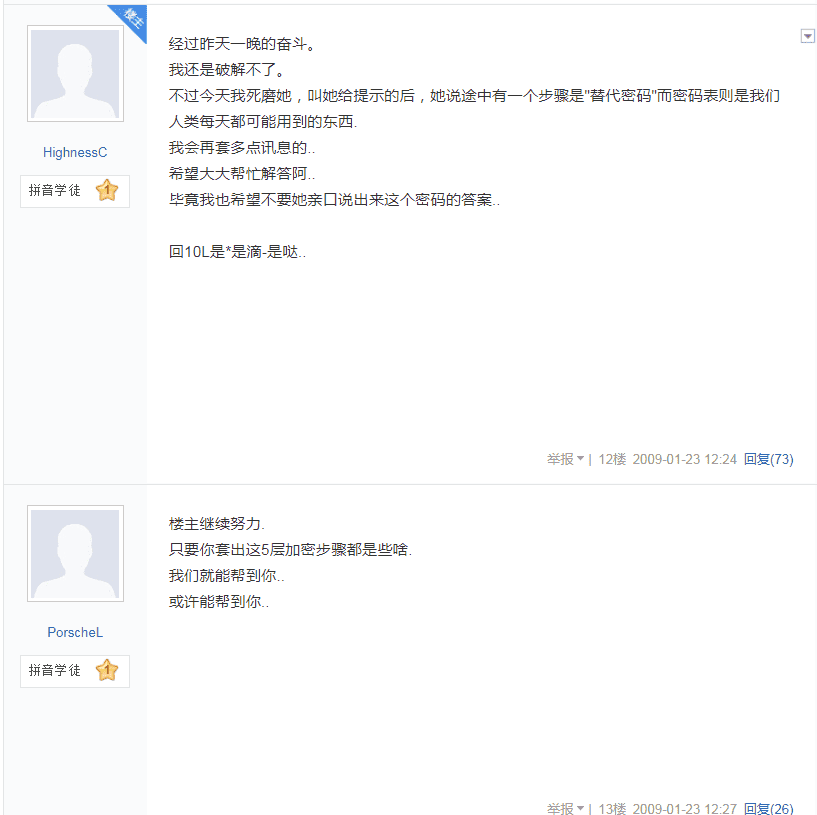 楼主
经过昨天一晚的奋斗。
我还是破解不了。
不过今天我死磨她，叫她给提示的后，她说途中有一个步骤是"替代密码"而密码表则是我们
人类每天都可能用到的东西.
我会再套多点讯息的..
希望大大帮忙解答阿..
毕竟我也希望不要她亲口说出来这个密码的答案..
回10L是*是滴-是哒..
HighnessC
拼音学徒 1
举报 | 12楼 2009-01-23 12:24 回复(73)
楼主继续努力.
只要你套出这5层加密步骤都是些啥.
我们就能帮到你..
或许能帮到你..
PorscheL
拼音学徒 1
举报 | 13楼 2009-01-23 12:27 回复(26)